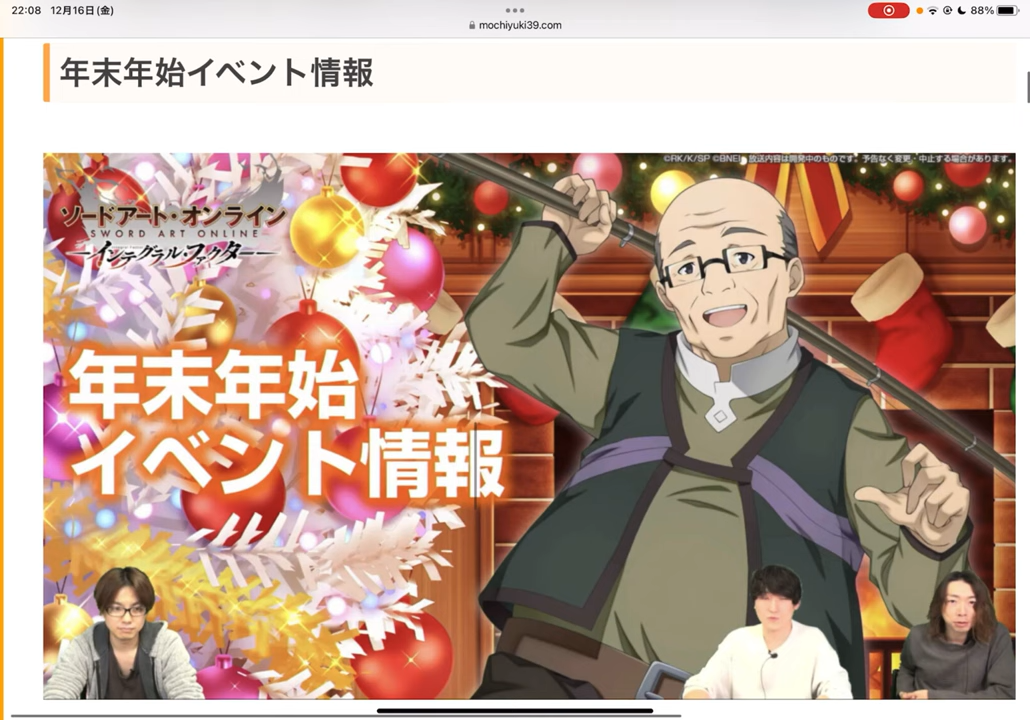 22:08 12月16日(金)
88%
mochiyuki39.com
年末年始イベント情報
©RK/K/SP ©BNEI 放送内容は開発中のものです。予告なく変更・中止する場合があります。
ソードアート・オンライン
SWORD ART ONLINE
インテグラル・ファクター
年末年始
イベント情報